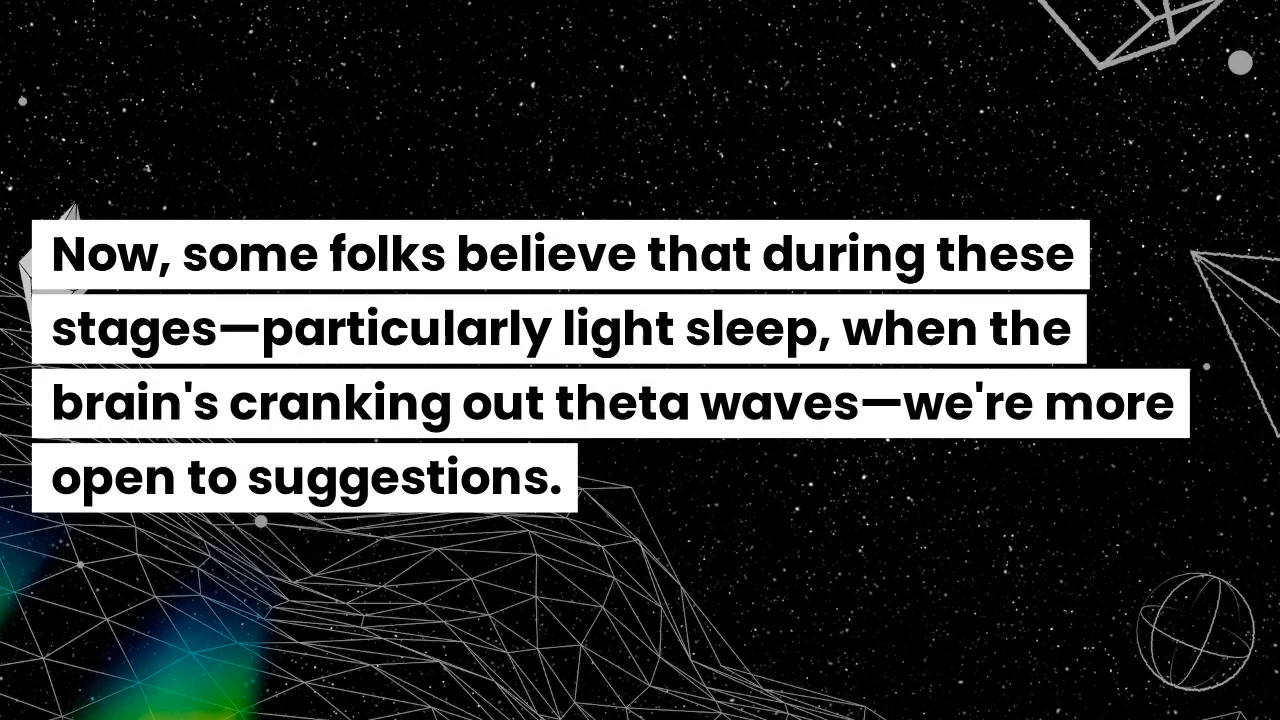 Now, some folks believe that during these
stages—particularly light sleep, when the
brain's cranking out theta waves—we're more
open to suggestions.